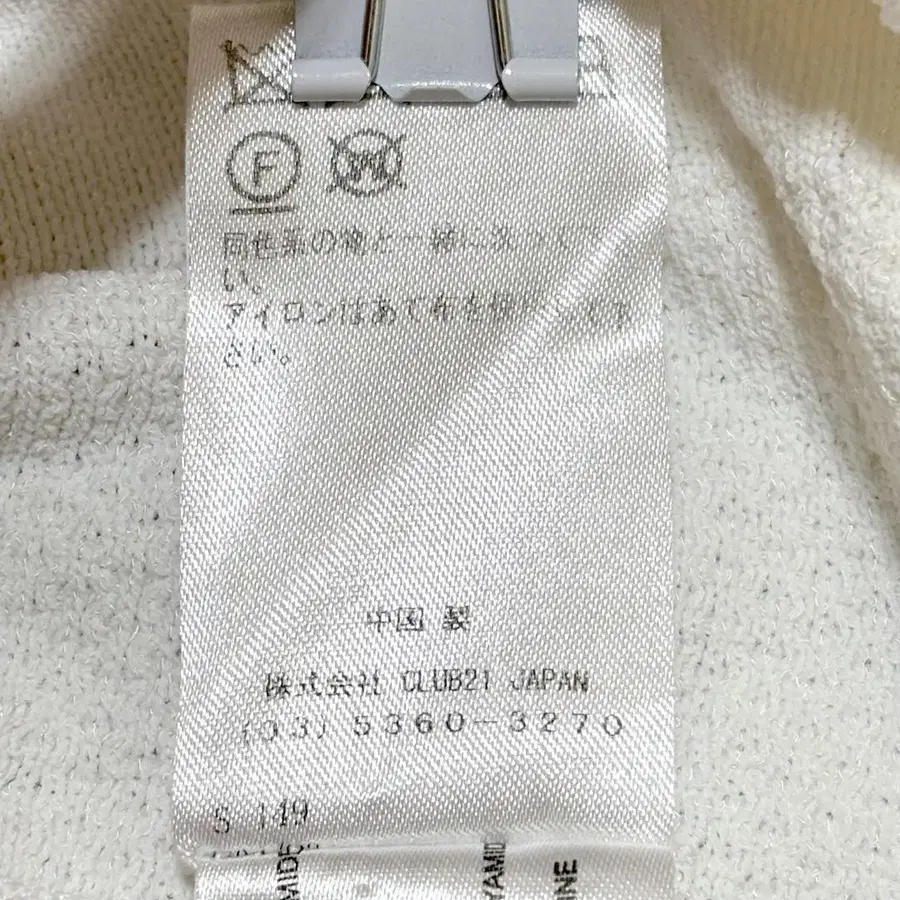 F
W
同色系の物と一緒に洗って
い。
アイロンはあて布を使
さい。
中国 製
株式会社 CLUB21 JAPAN
(03) 5360-3270
S 149